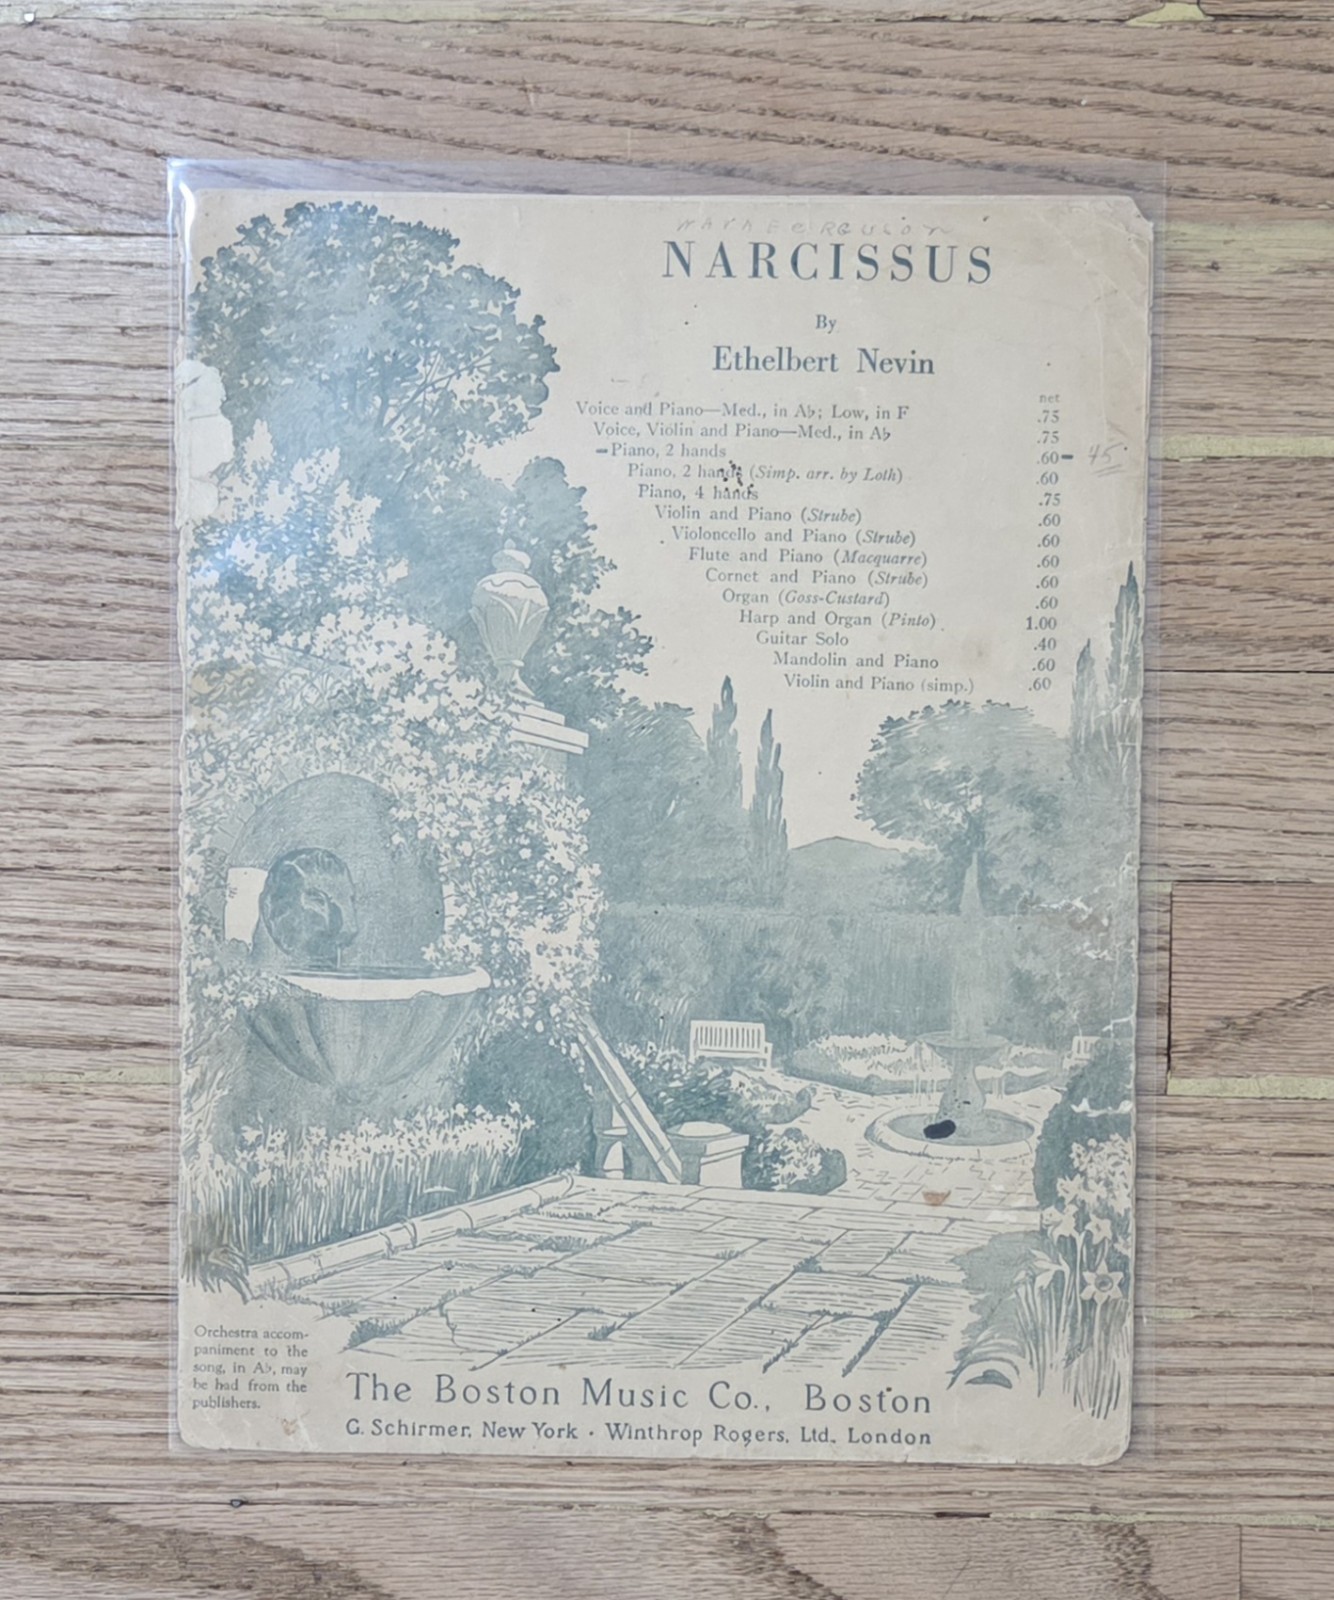 NARCISSUS
By
Ethelbert Nevin
net
Voice and Piano—Med., in A♭; Low, in F .75
Voice, Violin and Piano—Med., in A♭ .75
Piano, 2 hands .60 45
Piano, 2 hands (Simp. arr. by Loth) .60
Piano, 4 hands .75
Violin and Piano (Strube) .60
Violoncello and Piano (Strube) .60
Flute and Piano (Macquarre) .60
Cornet and Piano (Strube) .60
Organ (Goss-Custard) .60
Harp and Organ (Pinto) 1.00
Guitar Solo .40
Mandolin and Piano .60
Violin and Piano (simp.) .60
Orchestra accom-
paniment to the
song, in A♭, may
be had from the
publishers.
The Boston Music Co., Boston
G. Schirmer, New York · Winthrop Rogers, Ltd. London